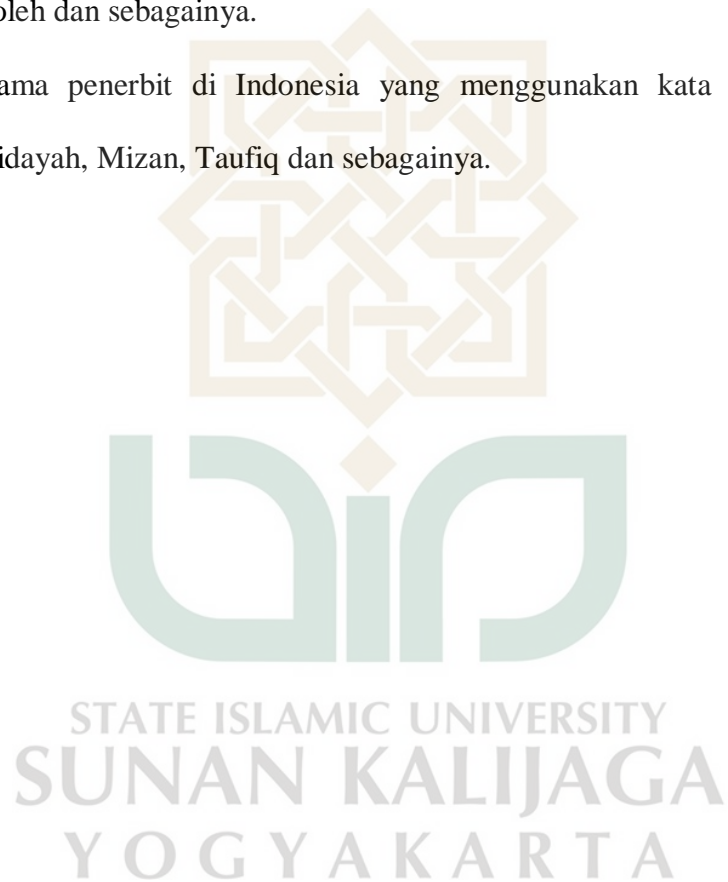 oleh dan sebagainya.
ama penerbit di Indonesia yang menggunakan kata
idayah, Mizan, Taufiq dan sebagainya.
STATE ISLAMIC UNIVERSITY
SUNAN KALIJAGA
YOGYAKARTA